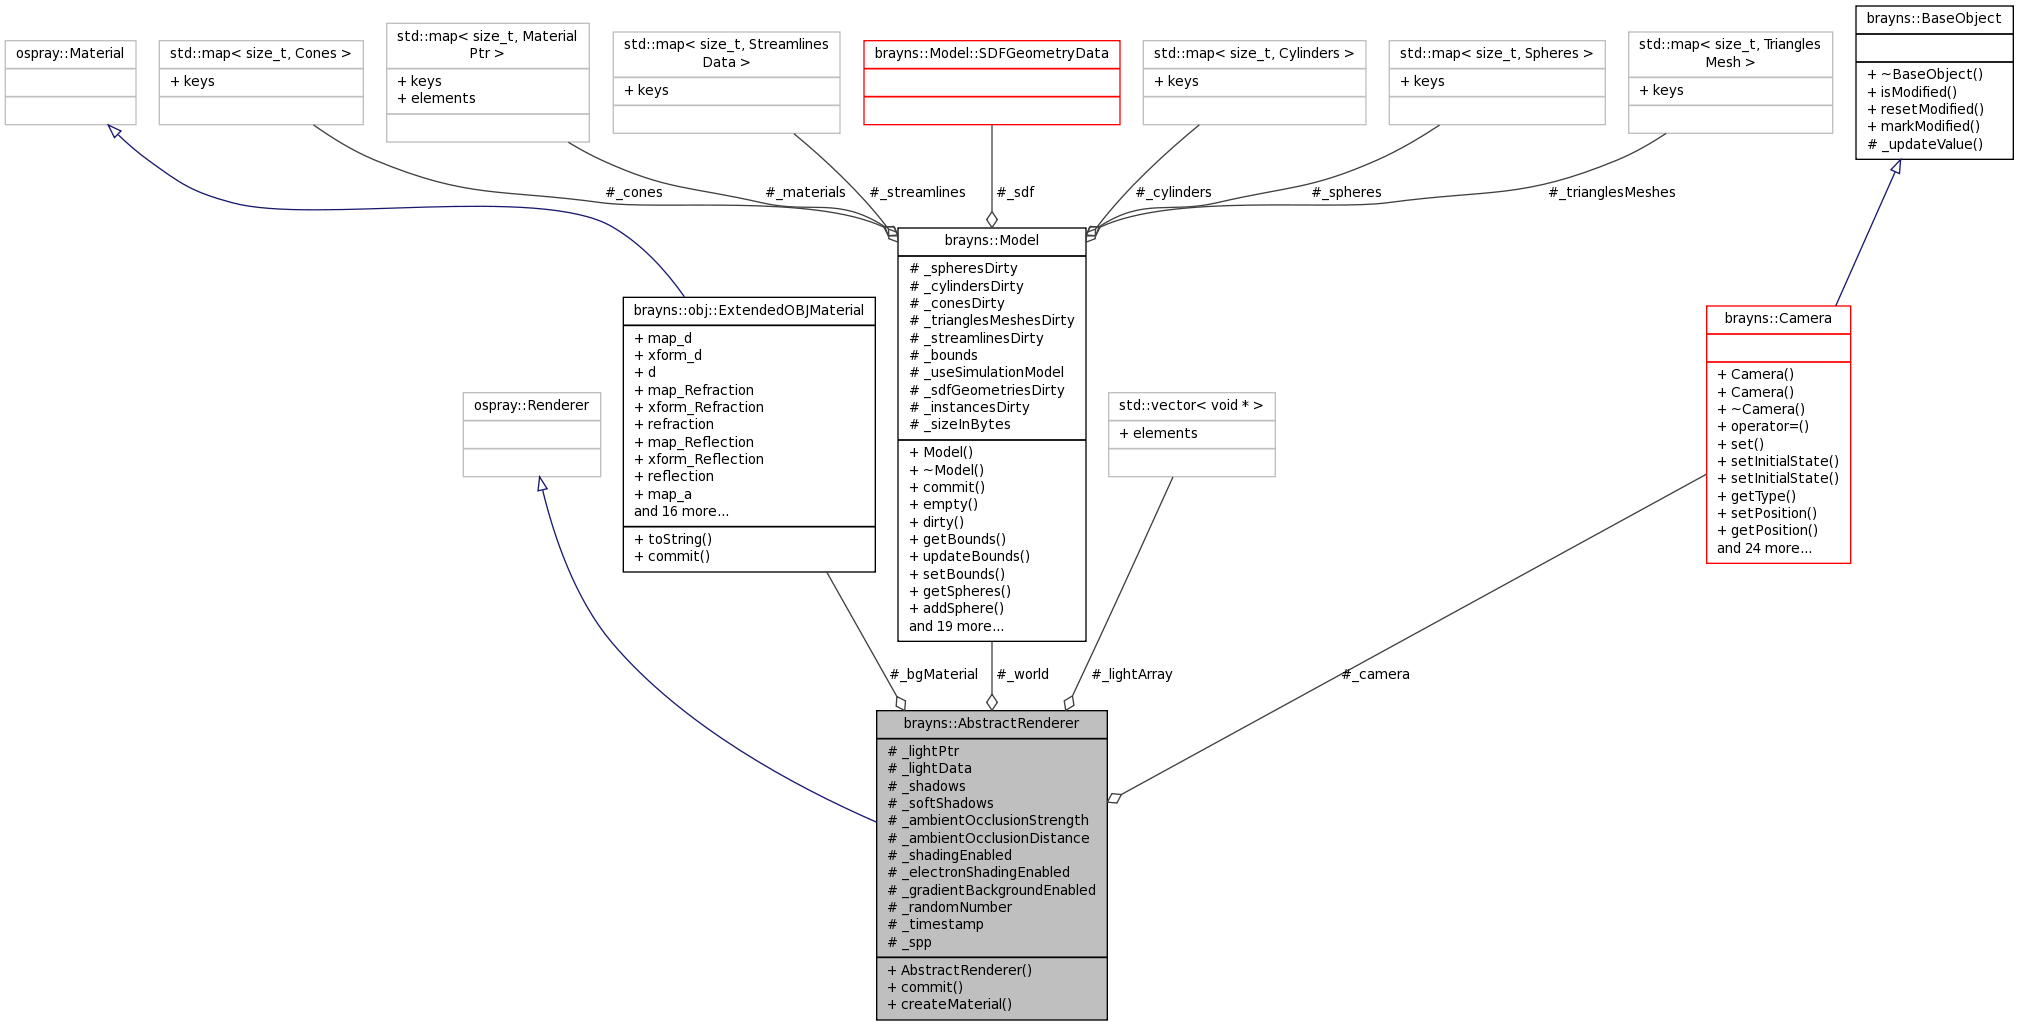 ospray::Material
std::map< size_t, Cones >
+ keys
std::map< size_t, Material
Ptr >
+ keys
+ elements
std::map< size_t, Streamlines
Data >
+ keys
brayns::Model::SDFGeometryData
std::map< size_t, Cylinders >
+ keys
std::map< size_t, Spheres >
+ keys
std::map< size_t, Triangles
Mesh >
+ keys
brayns::BaseObject
+ ~BaseObject()
+ isModified()
+ resetModified()
+ markModified()
# _updateValue()
#_cones
#_materials
#_streamlines
#_sdf
#_cylinders
#_spheres
#_trianglesMeshes
brayns::obj::ExtendedOBJMaterial
+ map_d
+ xform_d
+ d
+ map_Refraction
+ xform_Refraction
+ refraction
+ map_Reflection
+ xform_Reflection
+ reflection
+ map_a
and 16 more...
+ toString()
+ commit()
brayns::Model
# _spheresDirty
# _cylindersDirty
# _conesDirty
# _trianglesMeshesDirty
# _streamlinesDirty
# _bounds
# _useSimulationModel
# _sdfGeometriesDirty
# _instancesDirty
# _sizeInBytes
+ Model()
+ ~Model()
+ commit()
+ empty()
+ dirty()
+ getBounds()
+ updateBounds()
+ setBounds()
+ getSpheres()
+ addSphere()
and 19 more...
brayns::Camera
+ Camera()
+ Camera()
+ ~Camera()
+ operator=()
+ set()
+ setInitialState()
+ setInitialState()
+ getType()
+ setPosition()
+ getPosition()
and 24 more...
ospray::Renderer
std::vector< void * >
+ elements
#_bgMaterial
#_world
#_lightArray
#_camera
brayns::AbstractRenderer
# _lightPtr
# _lightData
# _shadows
# _softShadows
# _ambientOcclusionStrength
# _ambientOcclusionDistance
# _shadingEnabled
# _electronShadingEnabled
# _gradientBackgroundEnabled
# _randomNumber
# _timestamp
# _spp
+ AbstractRenderer()
+ commit()
+ createMaterial()